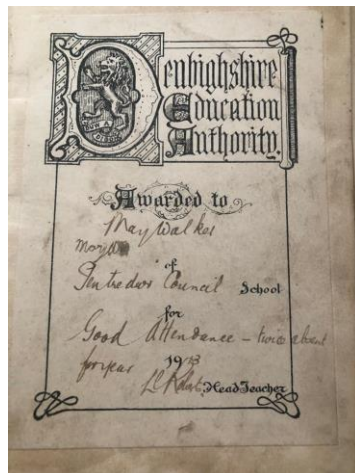 Denbighshire
Education
Authority.
Awarded to
May Walker
of
Council School
for
Good Attendance – twice absent
for year 19
Head Teacher